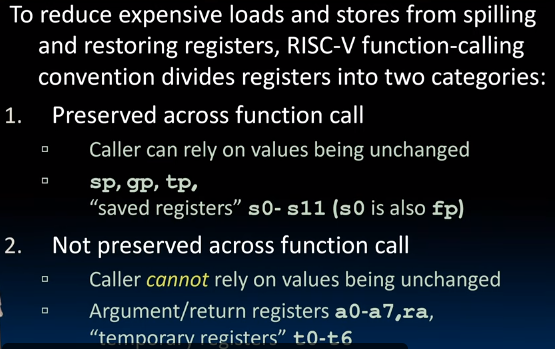 To reduce expensive loads and stores from spilling
and restoring registers, RISC-V function-calling
convention divides registers into two categories:
1. Preserved across function call
▫ Caller can rely on values being unchanged
▫ sp, gp, tp,
“saved registers” s0- s11 (s0 is also fp)
2. Not preserved across function call
▫ Caller cannot rely on values being unchanged
▫ Argument/return registers a0-a7,ra,
“temporary registers” t0-t6